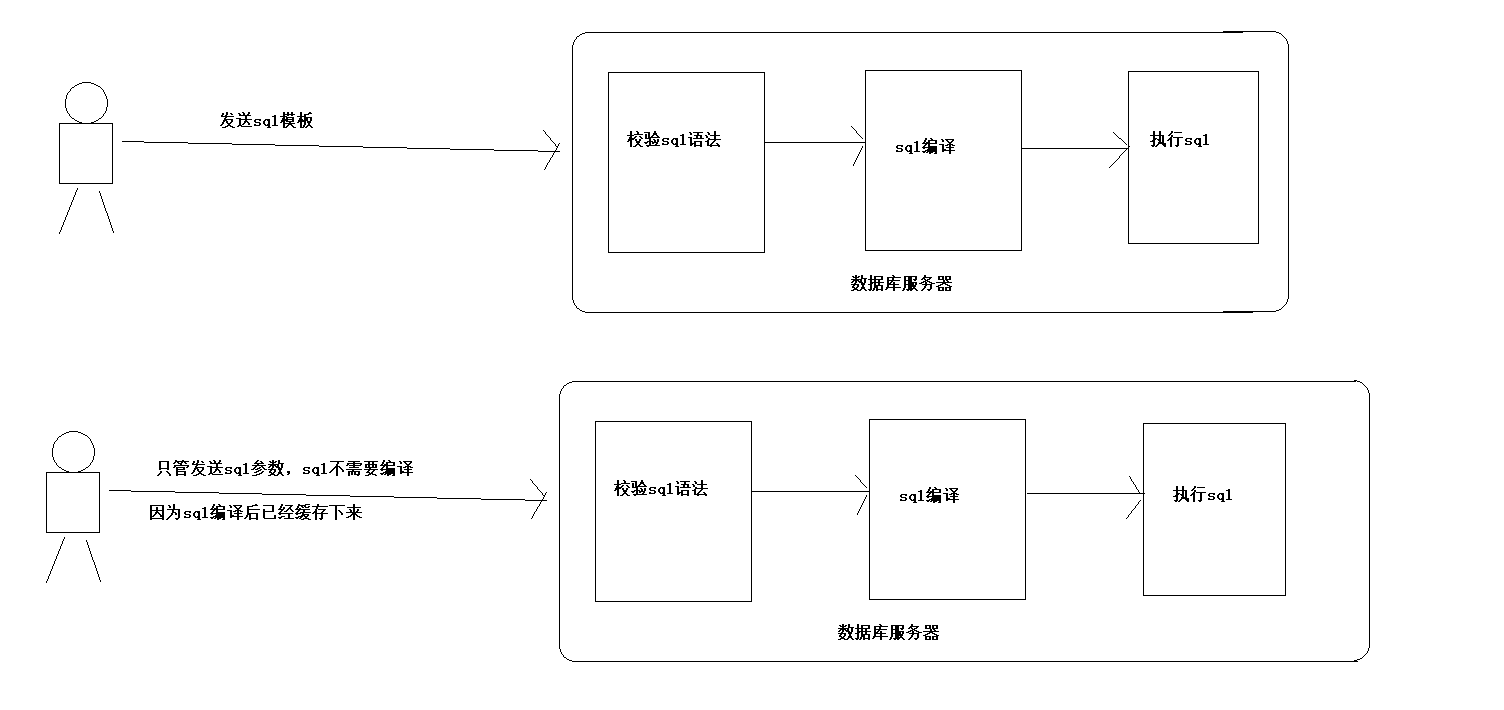 发送sql模板
校验sql语法
sql编译
执行sql
数据库服务器
只管发送sql参数，sql不需要编译
因为sql编译后已经缓存下来
校验sql语法
sql编译
执行sql
数据库服务器